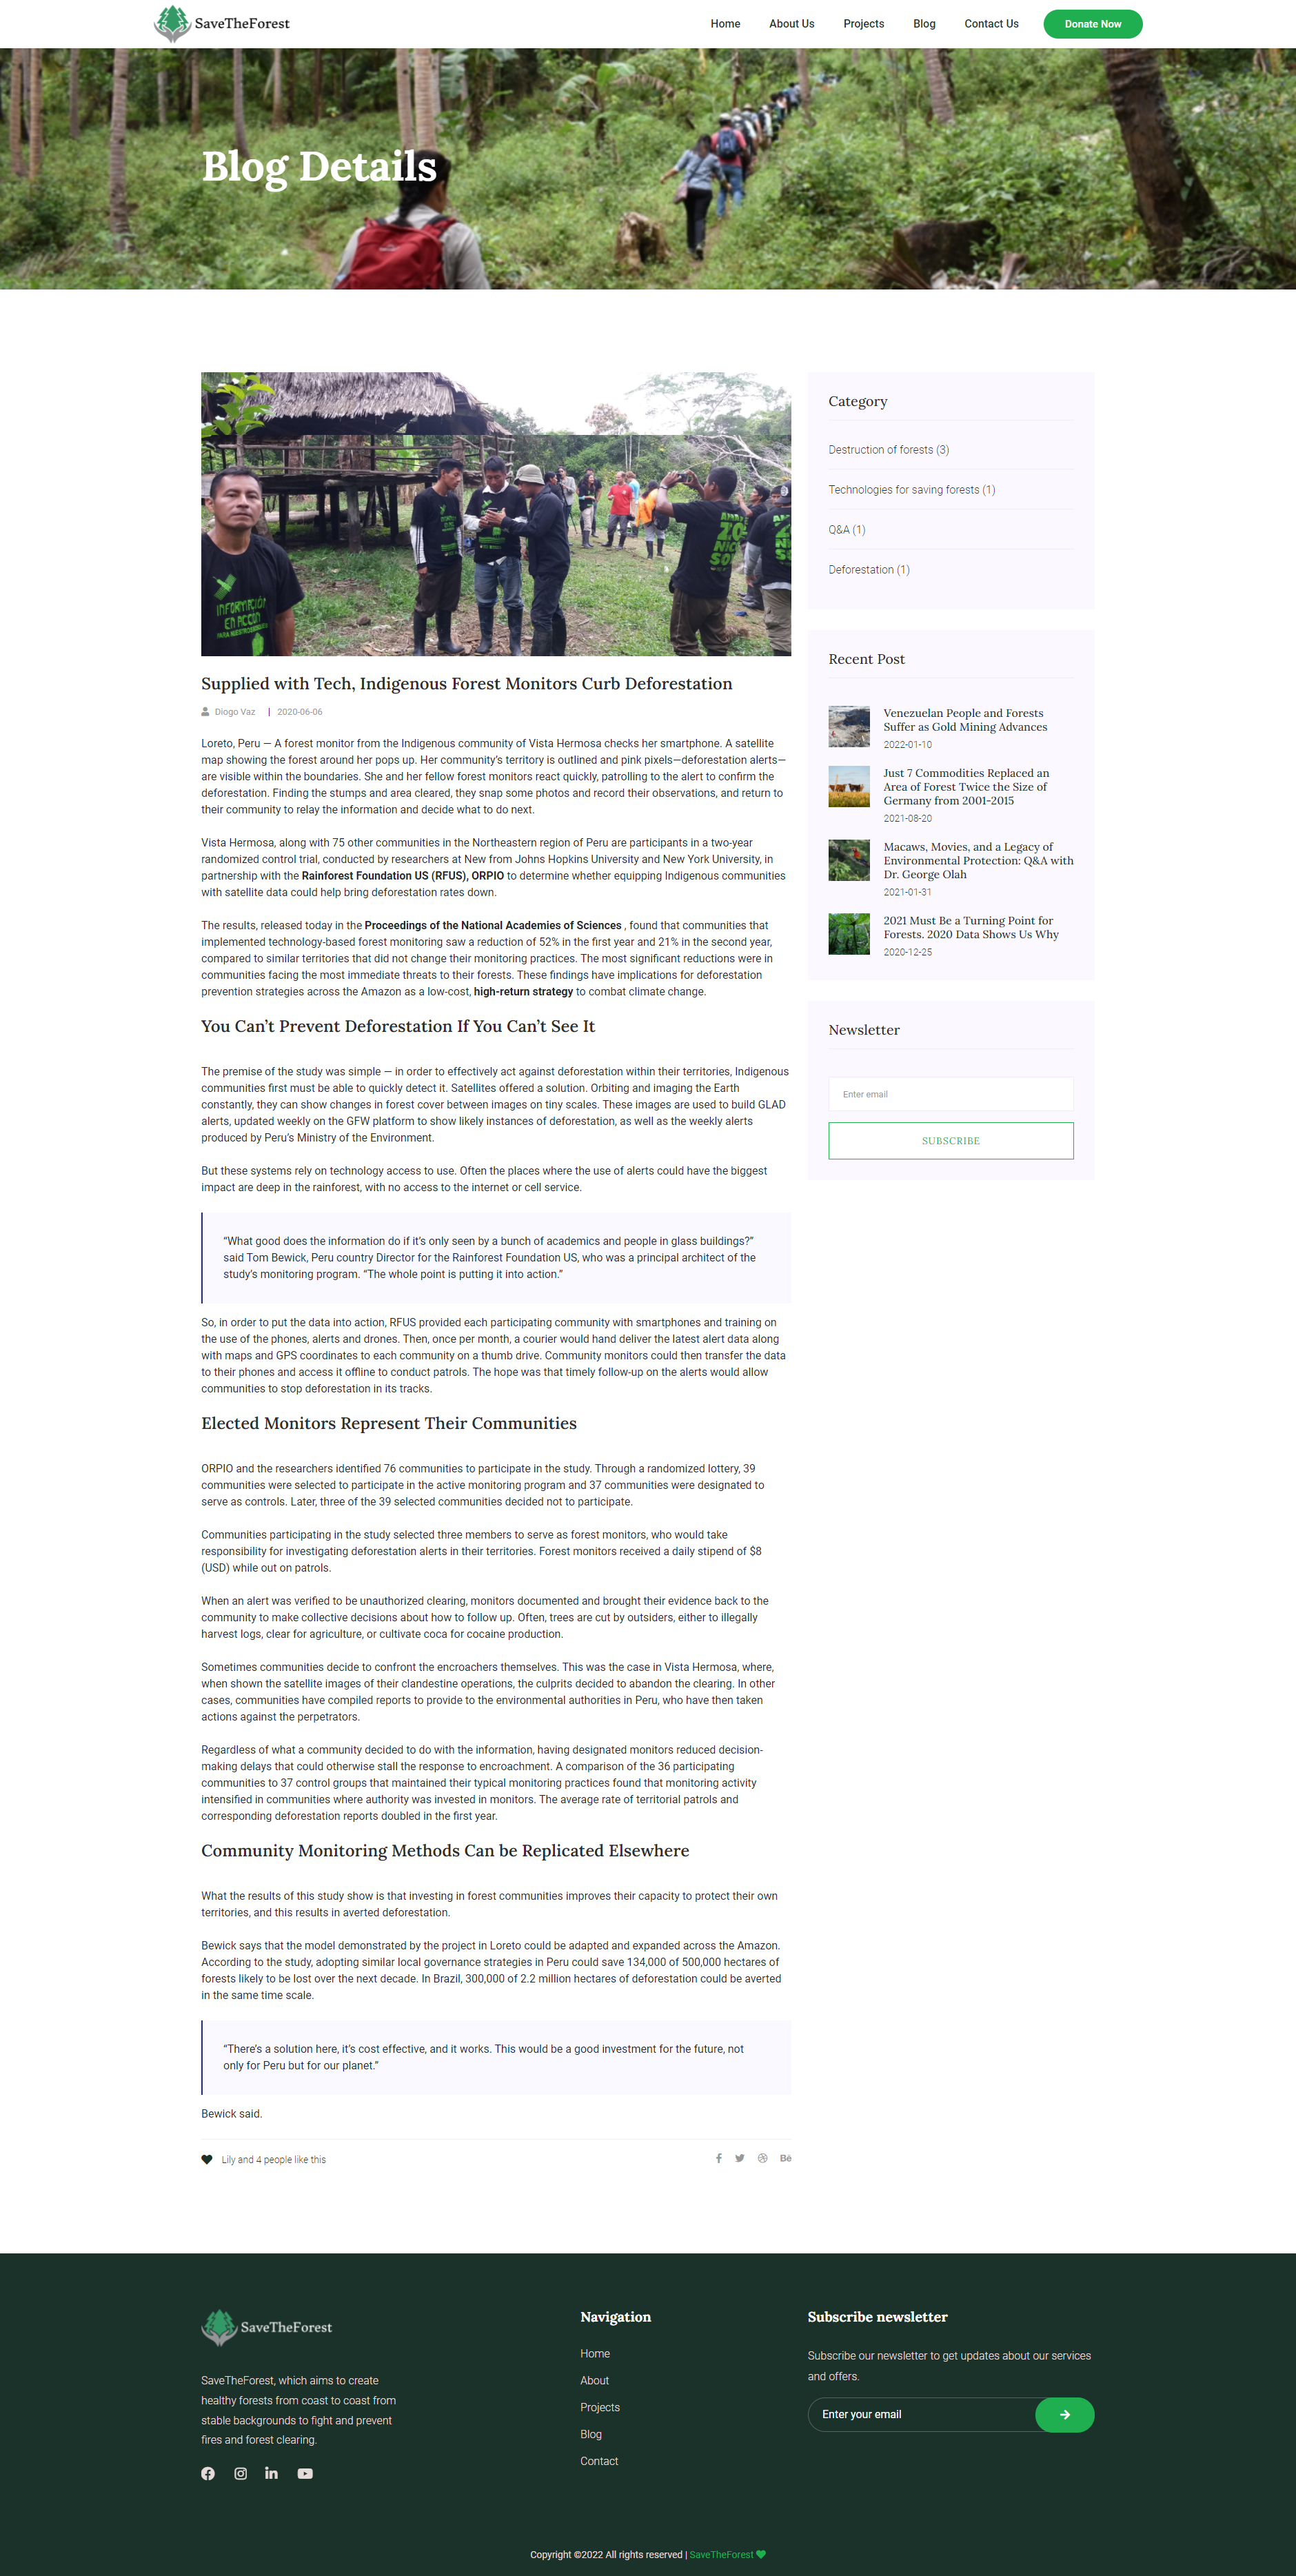 SaveTheForest
Home
About Us
Projects
Blog
Contact Us
Donate Now
Blog Details
INFORMACIÓN
EN ACCION
PARA NUESTROS
Supplied with Tech, Indigenous Forest Monitors Curb Deforestation
Diogo Vaz | 2020-06-06
Loreto, Peru — A forest monitor from the Indigenous community of Vista Hermosa checks her smartphone. A satellite
map showing the forest around her pops up. Her community’s territory is outlined and pink pixels—deforestation alerts—
are visible within the boundaries. She and her fellow forest monitors react quickly, patrolling to the alert to confirm the
deforestation. Finding the stumps and area cleared, they snap some photos and record their observations, and return to
their community to relay the information and decide what to do next.
Vista Hermosa, along with 75 other communities in the Northeastern region of Peru are participants in a two-year
randomized control trial, conducted by researchers at New from Johns Hopkins University and New York University, in
partnership with the Rainforest Foundation US (RFUS), ORPIO to determine whether equipping Indigenous communities
with satellite data could help bring deforestation rates down.
The results, released today in the Proceedings of the National Academies of Sciences , found that communities that
implemented technology-based forest monitoring saw a reduction of 52% in the first year and 21% in the second year,
compared to similar territories that did not change their monitoring practices. The most significant reductions were in
communities facing the most immediate threats to their forests. These findings have implications for deforestation
prevention strategies across the Amazon as a low-cost, high-return strategy to combat climate change.
You Can’t Prevent Deforestation If You Can’t See It
The premise of the study was simple — in order to effectively act against deforestation within their territories, Indigenous
communities first must be able to quickly detect it. Satellites offered a solution. Orbiting and imaging the Earth
constantly, they can show changes in forest cover between images on tiny scales. These images are used to build GLAD
alerts, updated weekly on the GFW platform to show likely instances of deforestation, as well as the weekly alerts
produced by Peru’s Ministry of the Environment.
But these systems rely on technology access to use. Often the places where the use of alerts could have the biggest
impact are deep in the rainforest, with no access to the internet or cell service.
“What good does the information do if it’s only seen by a bunch of academics and people in glass buildings?”
said Tom Bewick, Peru country Director for the Rainforest Foundation US, who was a principal architect of the
study’s monitoring program. “The whole point is putting it into action.”
So, in order to put the data into action, RFUS provided each participating community with smartphones and training on
the use of the phones, alerts and drones. Then, once per month, a courier would hand deliver the latest alert data along
with maps and GPS coordinates to each community on a thumb drive. Community monitors could then transfer the data
to their phones and access it offline to conduct patrols. The hope was that timely follow-up on the alerts would allow
communities to stop deforestation in its tracks.
Elected Monitors Represent Their Communities
ORPIO and the researchers identified 76 communities to participate in the study. Through a randomized lottery, 39
communities were selected to participate in the active monitoring program and 37 communities were designated to
serve as controls. Later, three of the 39 selected communities decided not to participate.
Communities participating in the study selected three members to serve as forest monitors, who would take
responsibility for investigating deforestation alerts in their territories. Forest monitors received a daily stipend of $8
(USD) while out on patrols.
When an alert was verified to be unauthorized clearing, monitors documented and brought their evidence back to the
community to make collective decisions about how to follow up. Often, trees are cut by outsiders, either to illegally
harvest logs, clear for agriculture, or cultivate coca for cocaine production.
Sometimes communities decide to confront the encroachers themselves. This was the case in Vista Hermosa, where,
when shown the satellite images of their clandestine operations, the culprits decided to abandon the clearing. In other
cases, communities have compiled reports to provide to the environmental authorities in Peru, who have then taken
actions against the perpetrators.
Regardless of what a community decided to do with the information, having designated monitors reduced decision-
making delays that could otherwise stall the response to encroachment. A comparison of the 36 participating
communities to 37 control groups that maintained their typical monitoring practices found that monitoring activity
intensified in communities where authority was invested in monitors. The average rate of territorial patrols and
corresponding deforestation reports doubled in the first year.
Community Monitoring Methods Can be Replicated Elsewhere
What the results of this study show is that investing in forest communities improves their capacity to protect their own
territories, and this results in averted deforestation.
Bewick says that the model demonstrated by the project in Loreto could be adapted and expanded across the Amazon.
According to the study, adopting similar local governance strategies in Peru could save 134,000 of 500,000 hectares of
forests likely to be lost over the next decade. In Brazil, 300,000 of 2.2 million hectares of deforestation could be averted
in the same time scale.
“There’s a solution here, it’s cost effective, and it works. This would be a good investment for the future, not
only for Peru but for our planet.”
Bewick said.
Lily and 4 people like this
Category
Destruction of forests (3)
Technologies for saving forests (1)
Q&A (1)
Deforestation (1)
Recent Post
Venezuelan People and Forests
Suffer as Gold Mining Advances
2022-01-10
Just 7 Commodities Replaced an
Area of Forest Twice the Size of
Germany from 2001-2015
2021-08-20
Macaws, Movies, and a Legacy of
Environmental Protection: Q&A with
Dr. George Olah
2021-01-31
2021 Must Be a Turning Point for
Forests. 2020 Data Shows Us Why
2020-12-25
Newsletter
Enter email
SUBSCRIBE
SaveTheForest
SaveTheForest, which aims to create
healthy forests from coast to coast from
stable backgrounds to fight and prevent
fires and forest clearing.
Navigation
Home
About
Projects
Blog
Contact
Subscribe newsletter
Subscribe our newsletter to get updates about our services
and offers.
Enter your email
Copyright ©2022 All rights reserved | SaveTheForest